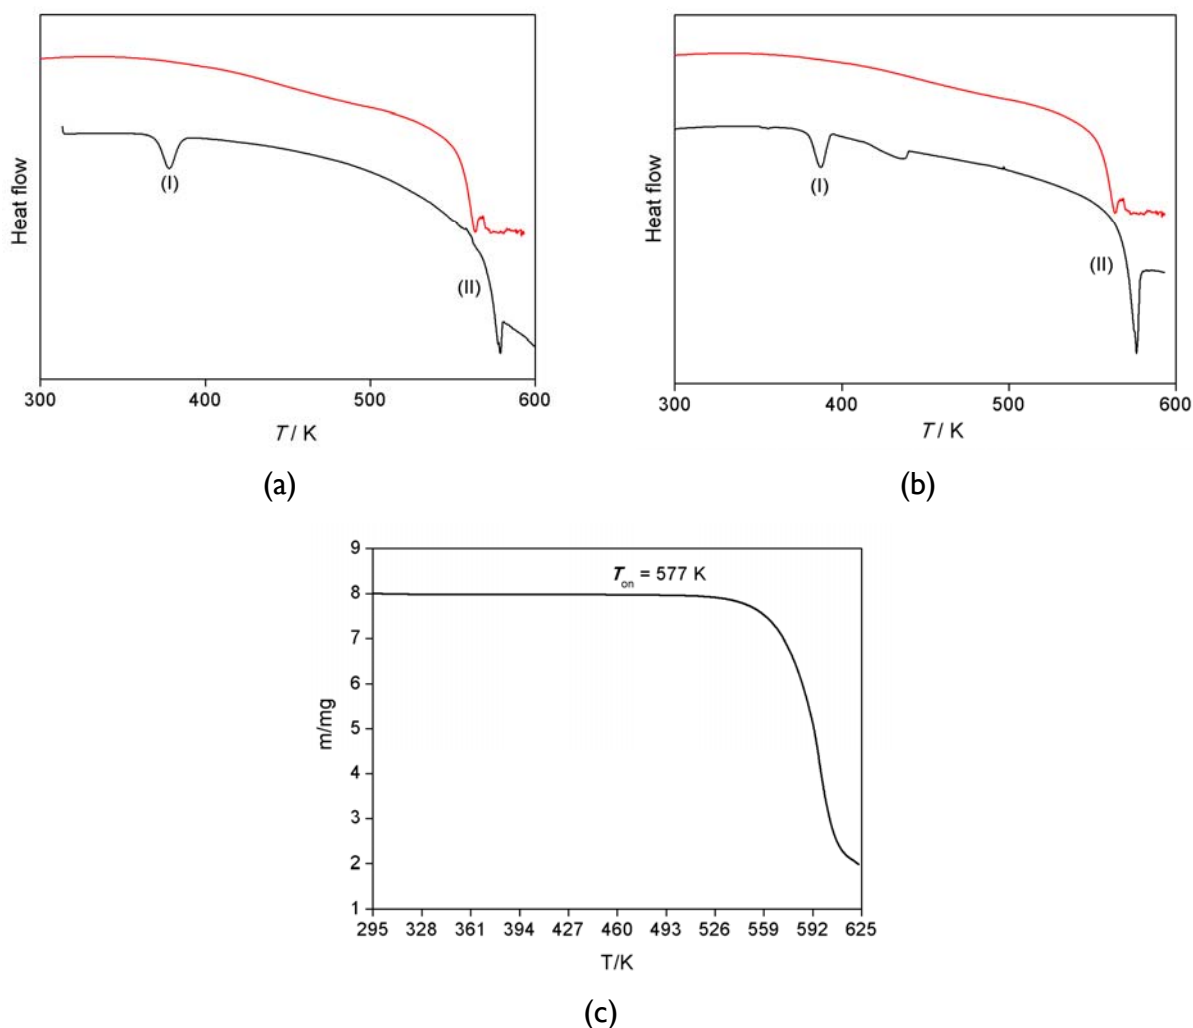 Heat flow
(I)
(II)
300
400
500
600
T / K
(a)
Heat flow
(I)
(II)
300
400
500
600
T / K
(b)
9
8
7
6
5
4
3
2
1
T_on = 577 K
m/mg
295 328 361 394 427 460 493 526 559 592 625
T/K
(c)